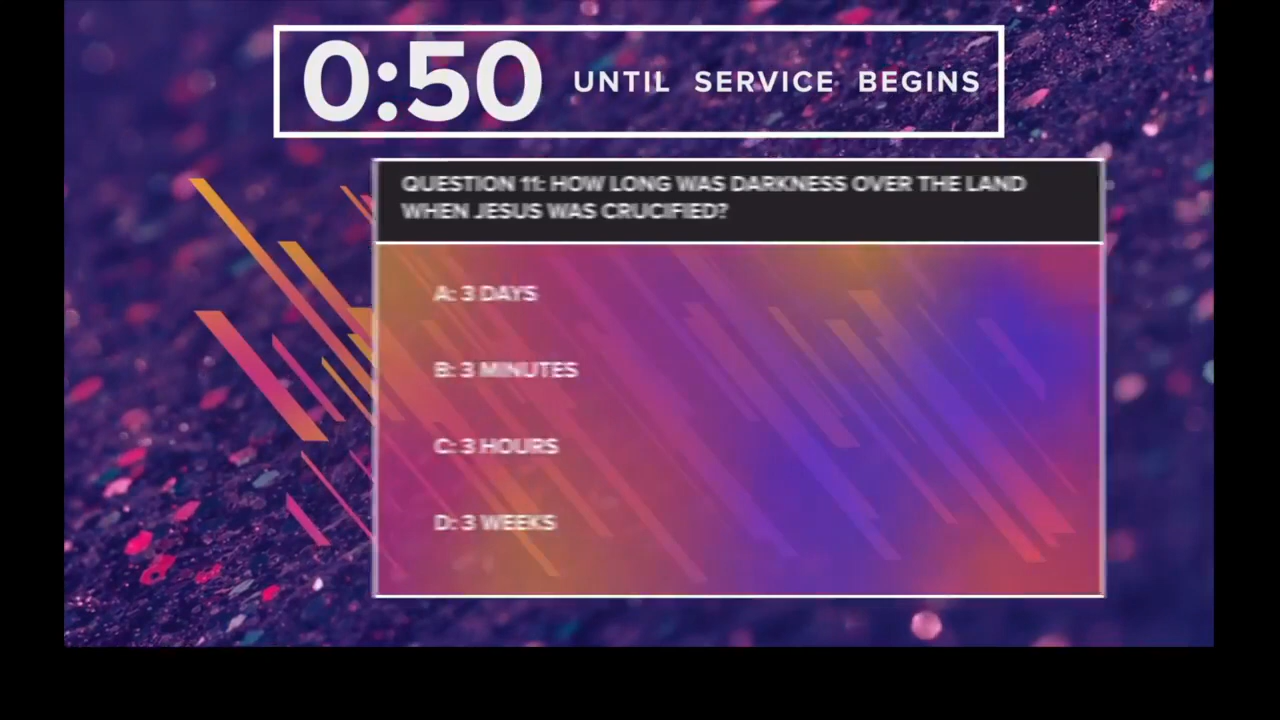 0:50 UNTIL SERVICE BEGINS
QUESTION 11: HOW LONG WAS DARKNESS OVER THE LAND
WHEN JESUS WAS CRUCIFIED?
A: 3 DAYS
B: 3 MINUTES
C: 3 HOURS
D: 3 WEEKS